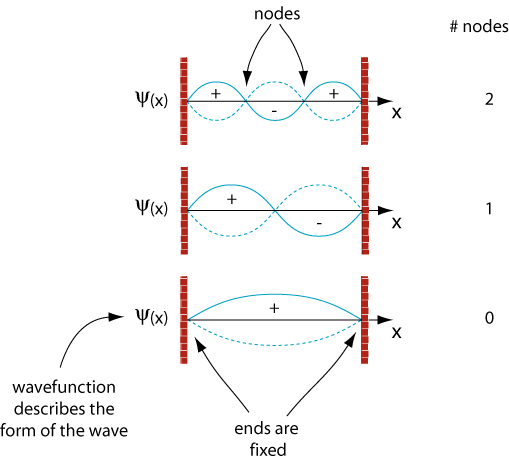 nodes
# nodes
ψ(x)
+
-
+
x
2
ψ(x)
+
-
x
1
ψ(x)
+
x
0
wavefunction
describes the
form of the wave
ends are
fixed